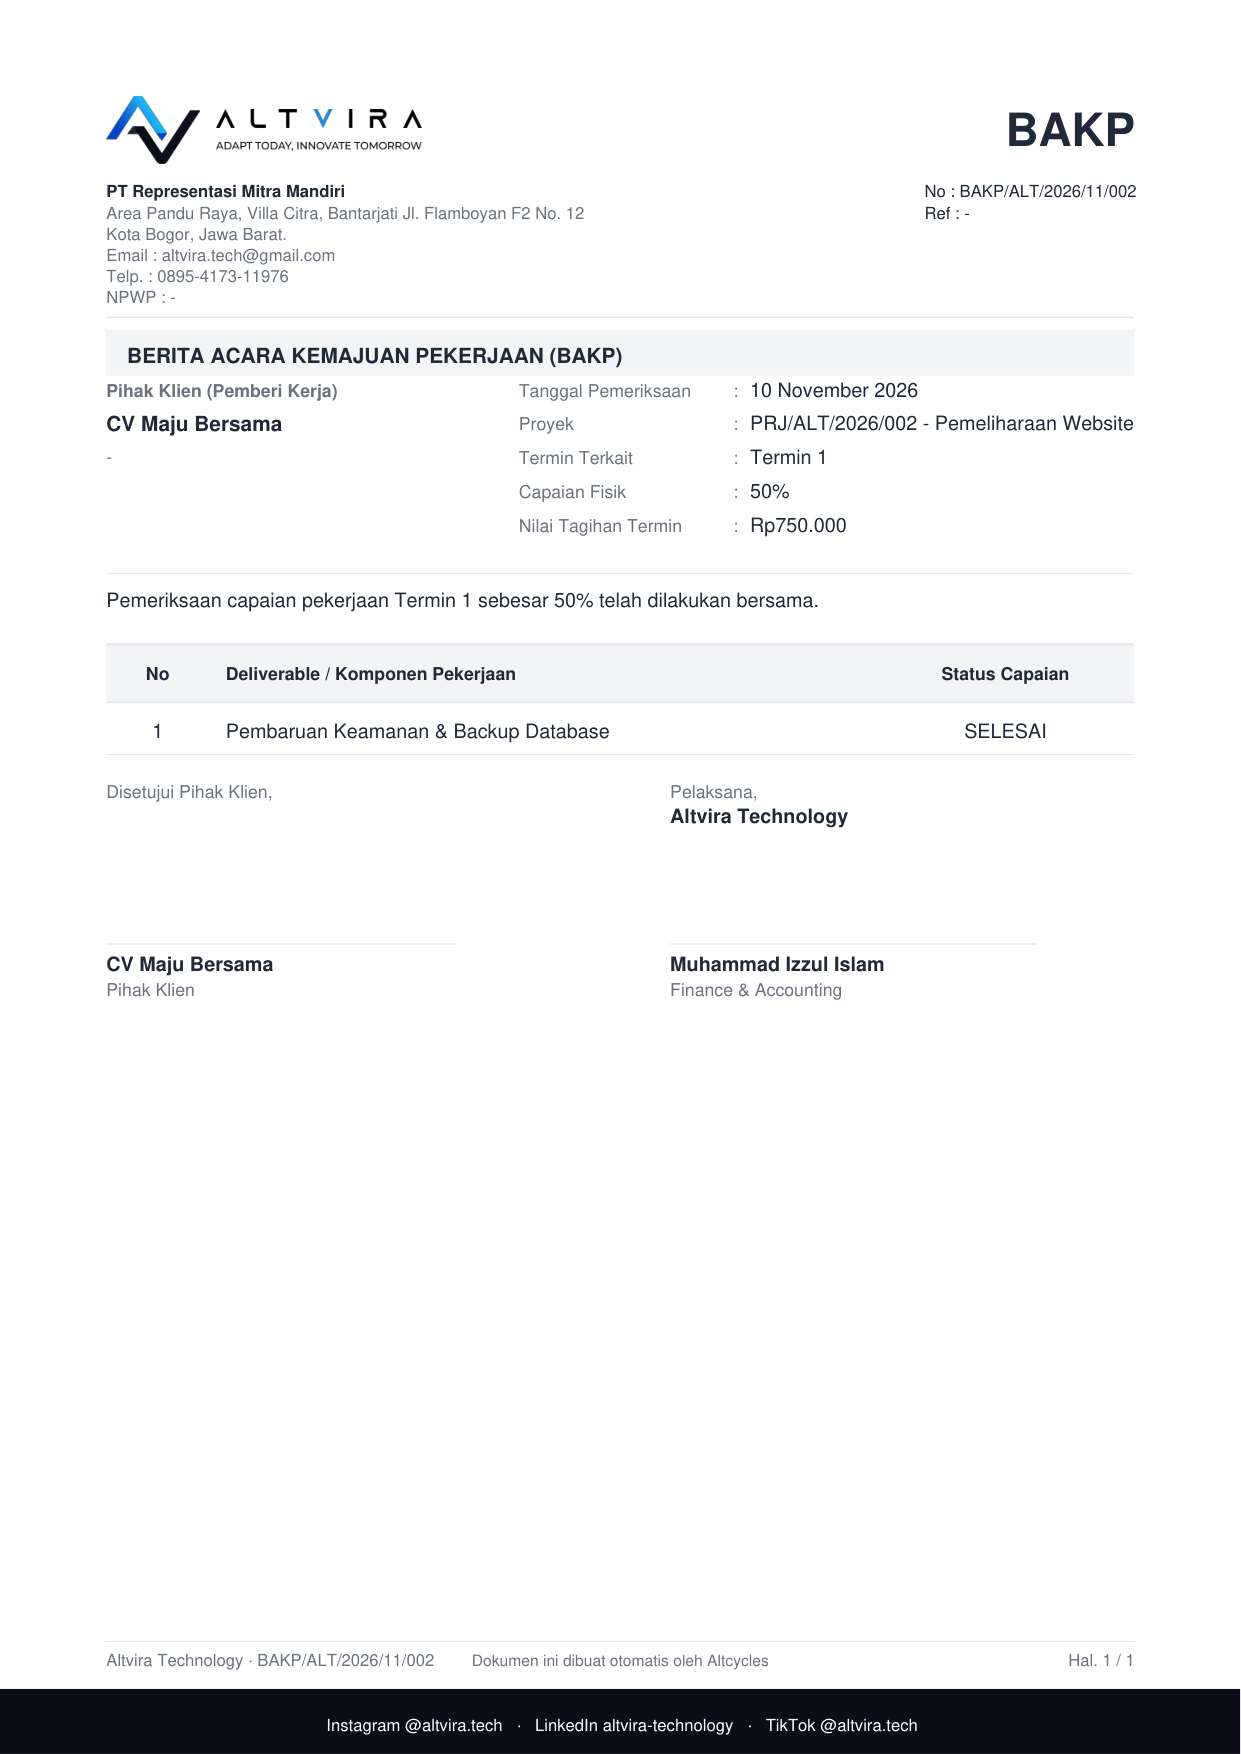 ALTVIRA
ADAPT TODAY, INNOVATE TOMORROW
BAKP
PT Representasi Mitra Mandiri
Area Pandu Raya, Villa Citra, Bantarjati Jl. Flamboyan F2 No. 12
Kota Bogor, Jawa Barat.
Email : altvira.tech@gmail.com
Telp. : 0895-4173-11976
NPWP : -
No : BAKP/ALT/2026/11/002
Ref : -
BERITA ACARA KEMAJUAN PEKERJAAN (BAKP)
Pihak Klien (Pemberi Kerja)
CV Maju Bersama
-
Tanggal Pemeriksaan : 10 November 2026
Proyek : PRJ/ALT/2026/002 - Pemeliharaan Website
Termin Terkait : Termin 1
Capaian Fisik : 50%
Nilai Tagihan Termin : Rp750.000
Pemeriksaan capaian pekerjaan Termin 1 sebesar 50% telah dilakukan bersama.
No Deliverable / Komponen Pekerjaan Status Capaian
1 Pembaruan Keamanan & Backup Database SELESAI
Disetujui Pihak Klien,
Pelaksana,
Altvira Technology
CV Maju Bersama
Pihak Klien
Muhammad Izzul Islam
Finance & Accounting
Altvira Technology · BAKP/ALT/2026/11/002 Dokumen ini dibuat otomatis oleh Altcycles Hal. 1 / 1
Instagram @altvira.tech · LinkedIn altvira-technology · TikTok @altvira.tech